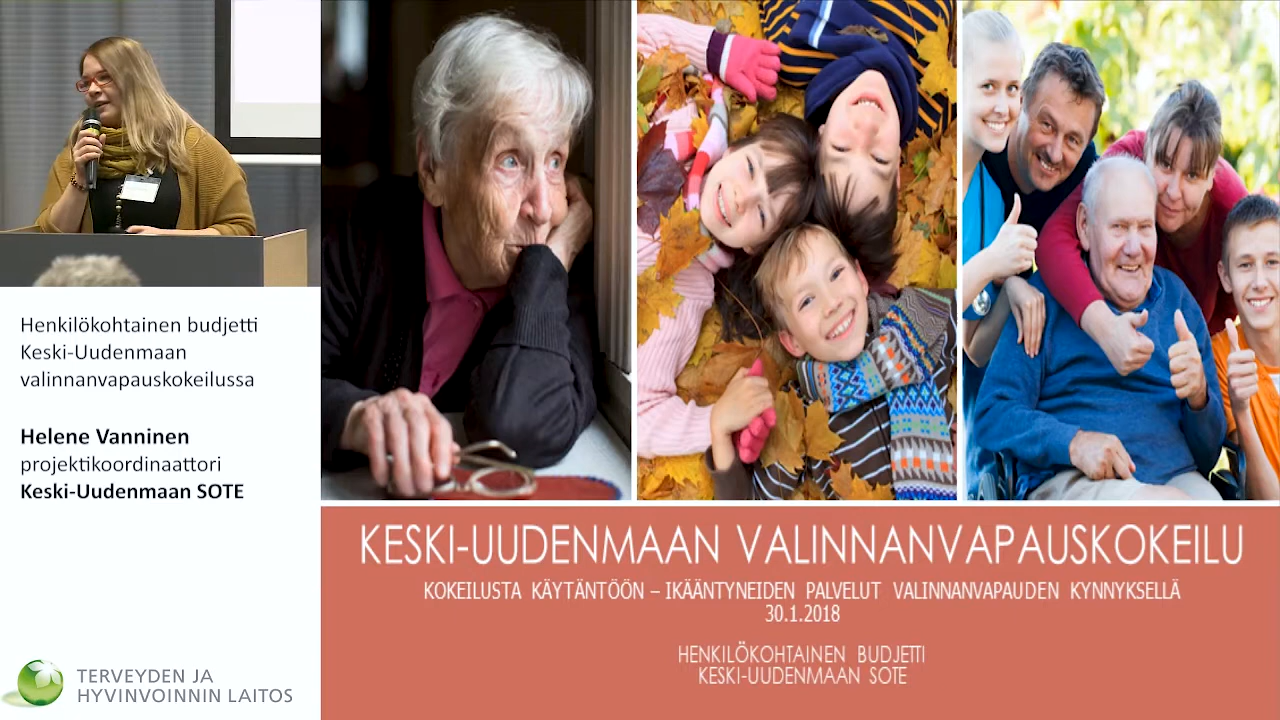 Henkilökohtainen budjetti
Keski-Uudenmaan
valinnanvapauskokeilussa
Helene Vanninen
projektikoordinaattori
Keski-Uudenmaan SOTE
TERVEYDEN JA
HYVINVOINNIN LAITOS
KESKI-UUDENMAAN VALINNANVAPAUSKOKEILU
KOKEILUSTA KÄYTÄNTÖÖN – IKÄÄNTYNEIDEN PALVELUT VALINNANVAPAUDEN KYNNYKSELLÄ
30.1.2018
HENKILÖKOHTAINEN BUDJETTI
KESKI-UUDENMAAN SOTE